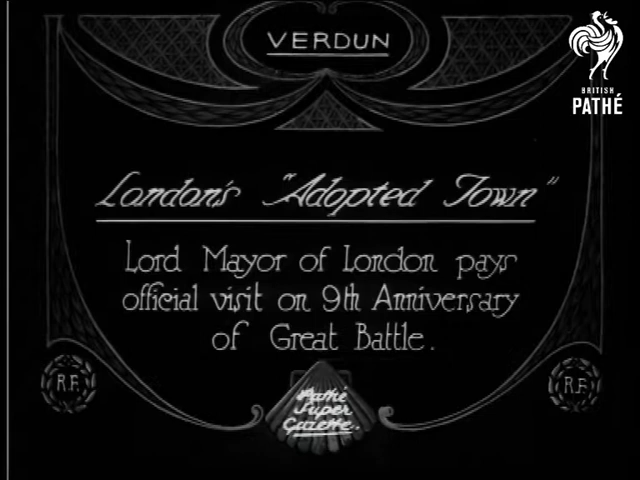 VERDUN
BRITISH
PATHÉ
London's "Adopted Town"
Lord Mayor of London pays
official visit on 9th Anniversary
of Great Battle.
R.F.
R.F.
Pathé
Super
Gazette.